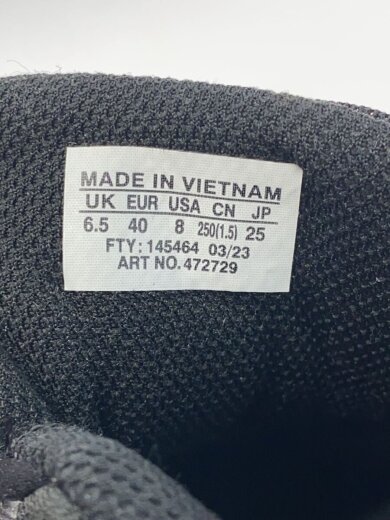 MADE IN VIETNAM
UK EUR USA CN JP
6.5 40 8 250(1.5) 25
FTY: 145464 03/23
ART NO. 472729